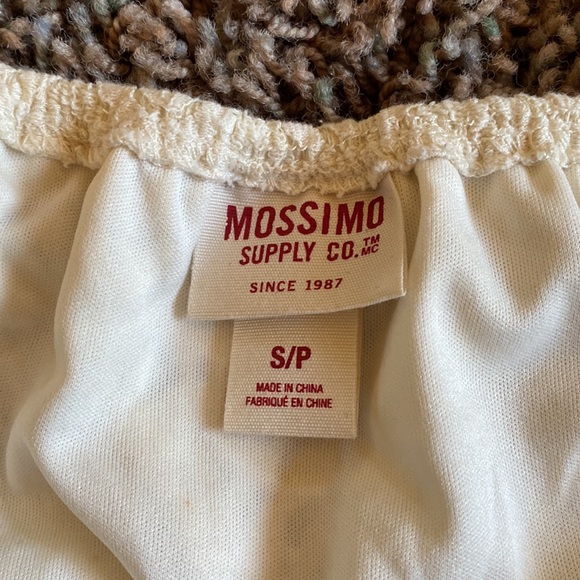 MOSSIMO
SUPPLY CO.™ MC
SINCE 1987
S/P
MADE IN CHINA
FABRIQUÉ EN CHINE